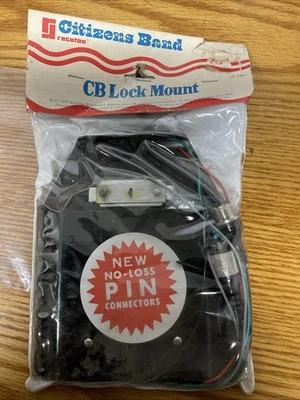 Citizens Band
recoton®
CB Lock Mount
NEW
NO-LOSS
PIN
CONNECTORS